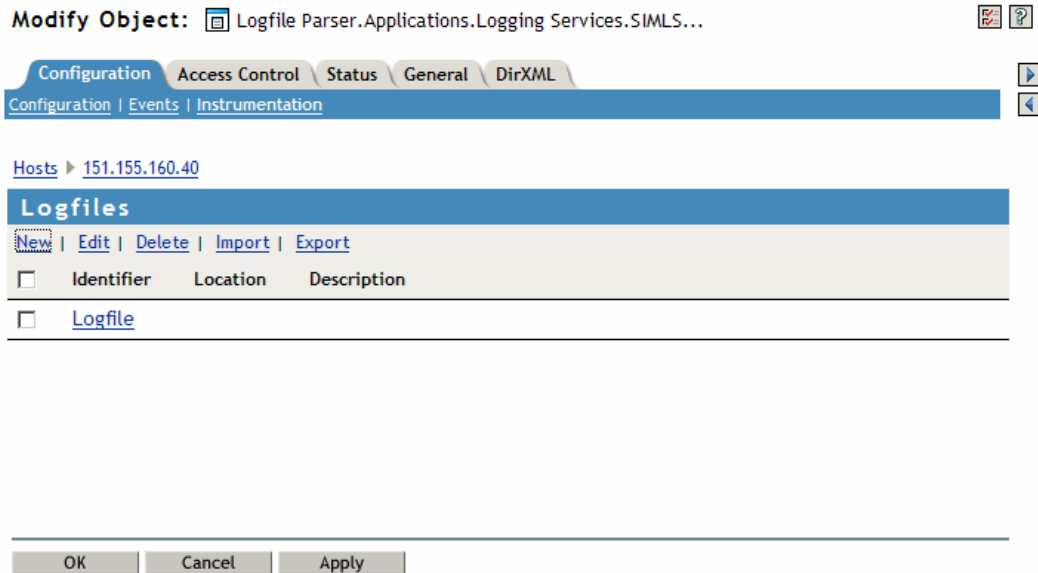 Modify Object: Logfile Parser.Applications.Logging Services.SIMLS...
Configuration Access Control Status General DirXML
Configuration | Events | Instrumentation
Hosts 151.155.160.40
Logfiles
New | Edit | Delete | Import | Export
Identifier Location Description
Logfile
OK Cancel Apply